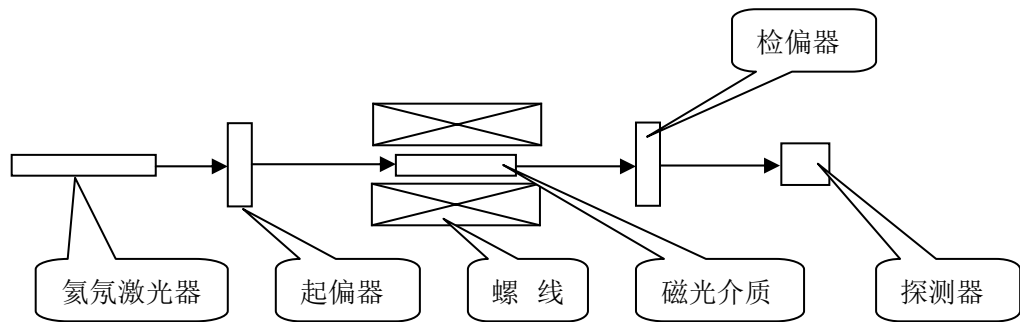 检偏器
氦氖激光器
起偏器
螺 线
磁光介质
探测器